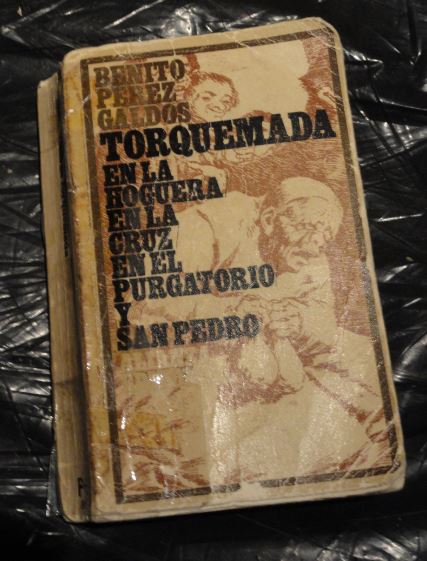 BENITO
PEREZ
GALDOS
TORQUEMADA
EN LA
HOGUERA
EN LA
CRUZ
EN EL
PURGATORIO
Y
SAN PEDRO